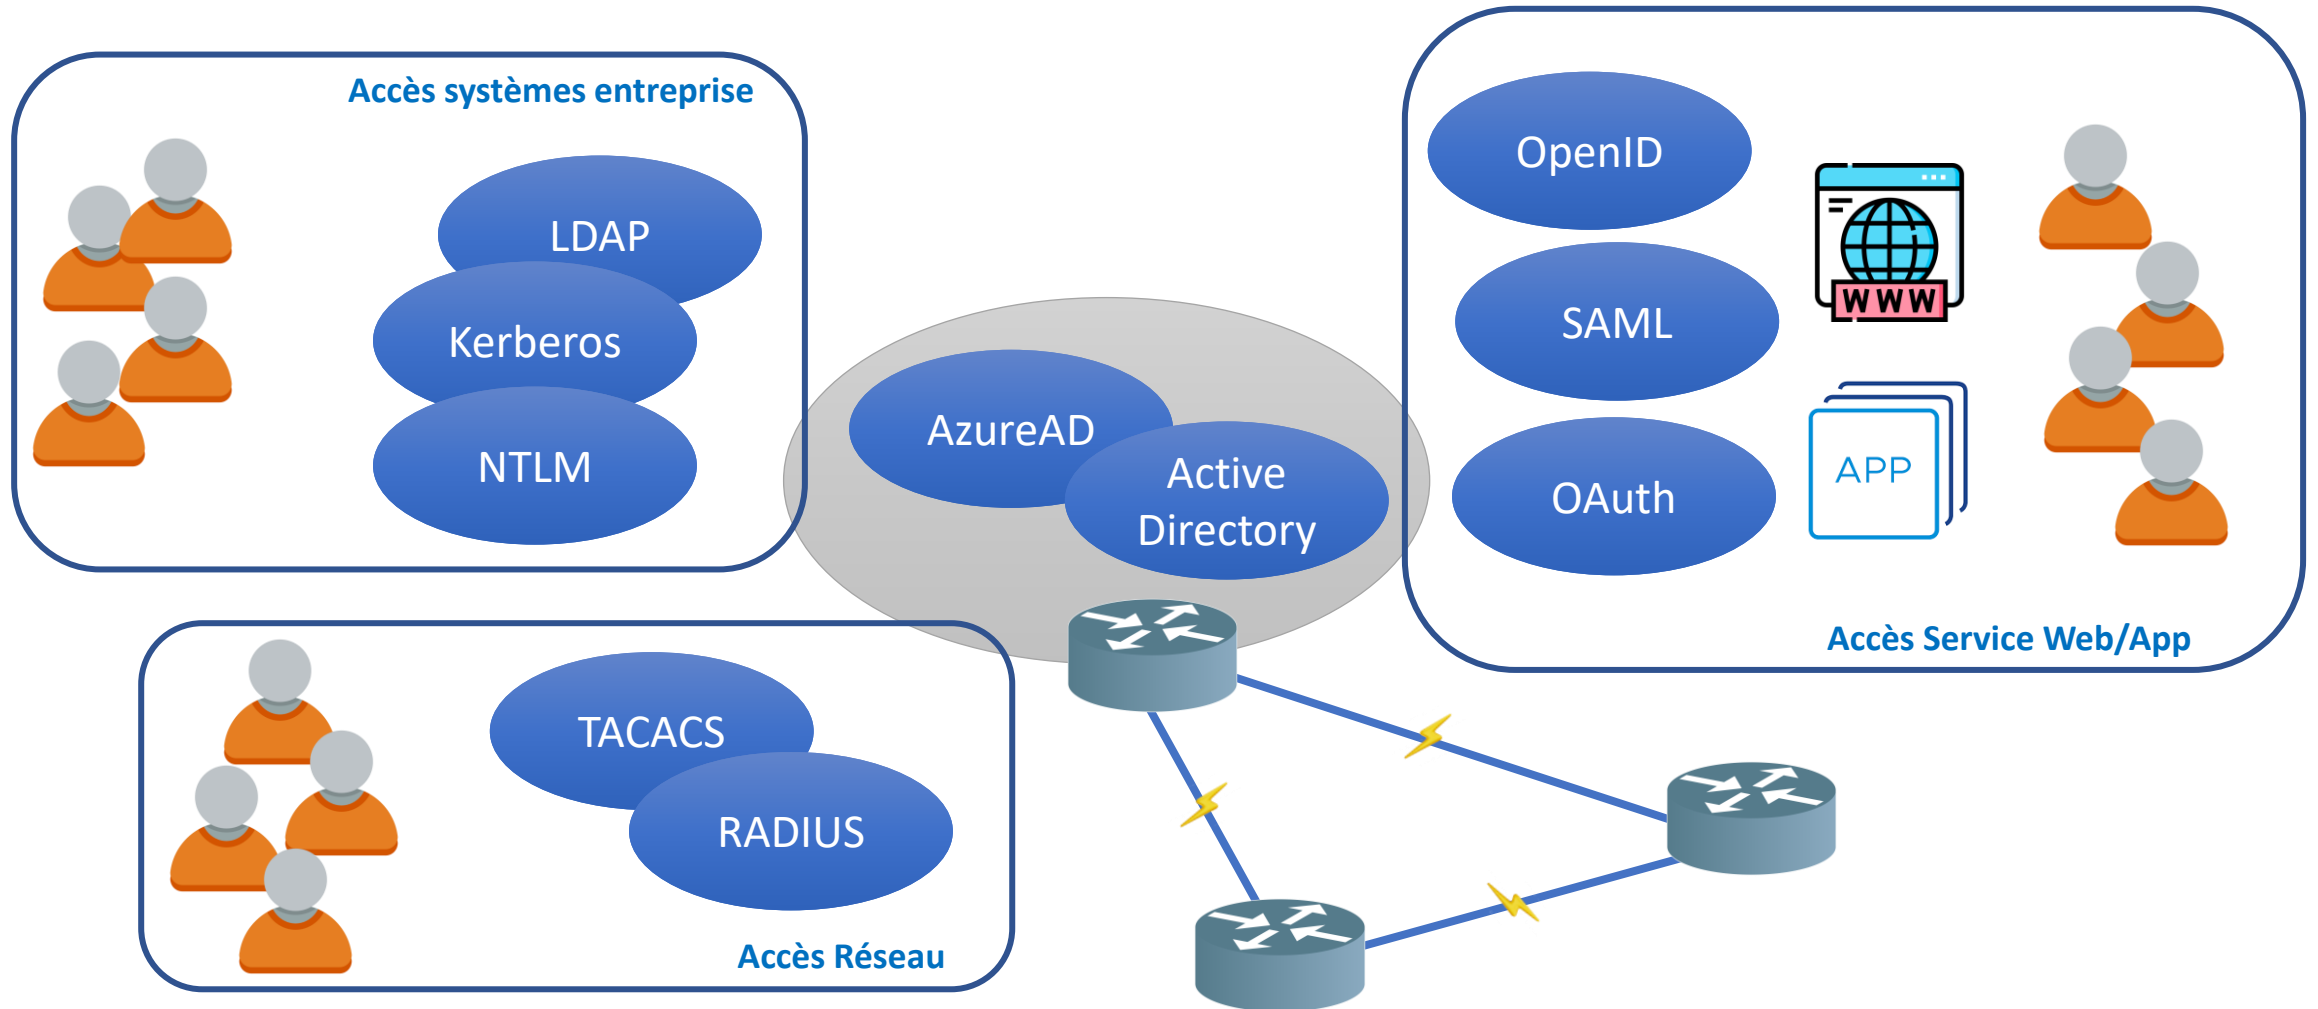 Accès systèmes entreprise
LDAP
Kerberos
NTLM
AzureAD
Active
Directory
OpenID
SAML
OAuth
WWW
APP
Accès Service Web/App
TACACS
RADIUS
Accès Réseau